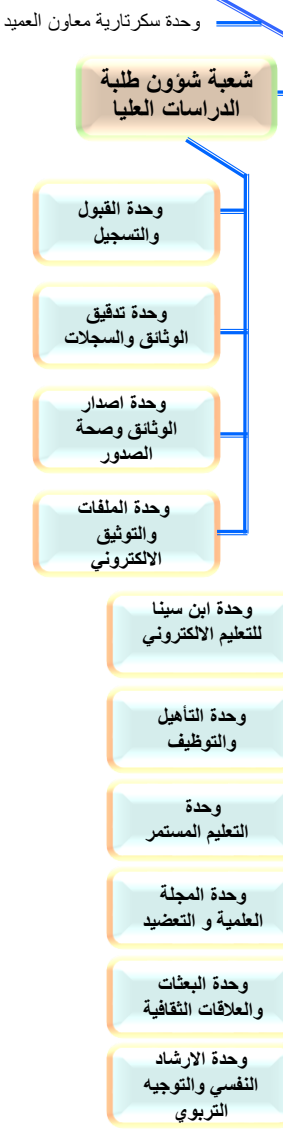 وحدة سكرتارية معاون العميد
شعبة شؤون طلبة
الدراسات العليا
وحدة القبول
والتسجيل
وحدة تدقيق
الوثائق والسجلات
وحدة اصدار
الوثائق وصحة
الصدور
وحدة الملفات
والتوثيق
الالكتروني
وحدة ابن سينا
للتعليم الالكتروني
وحدة التأهيل
والتوظيف
وحدة
التعليم المستمر
وحدة المجلة
العلمية و التعضيد
وحدة البعثات
والعلاقات الثقافية
وحدة الارشاد
النفسي والتوجيه
التربوي